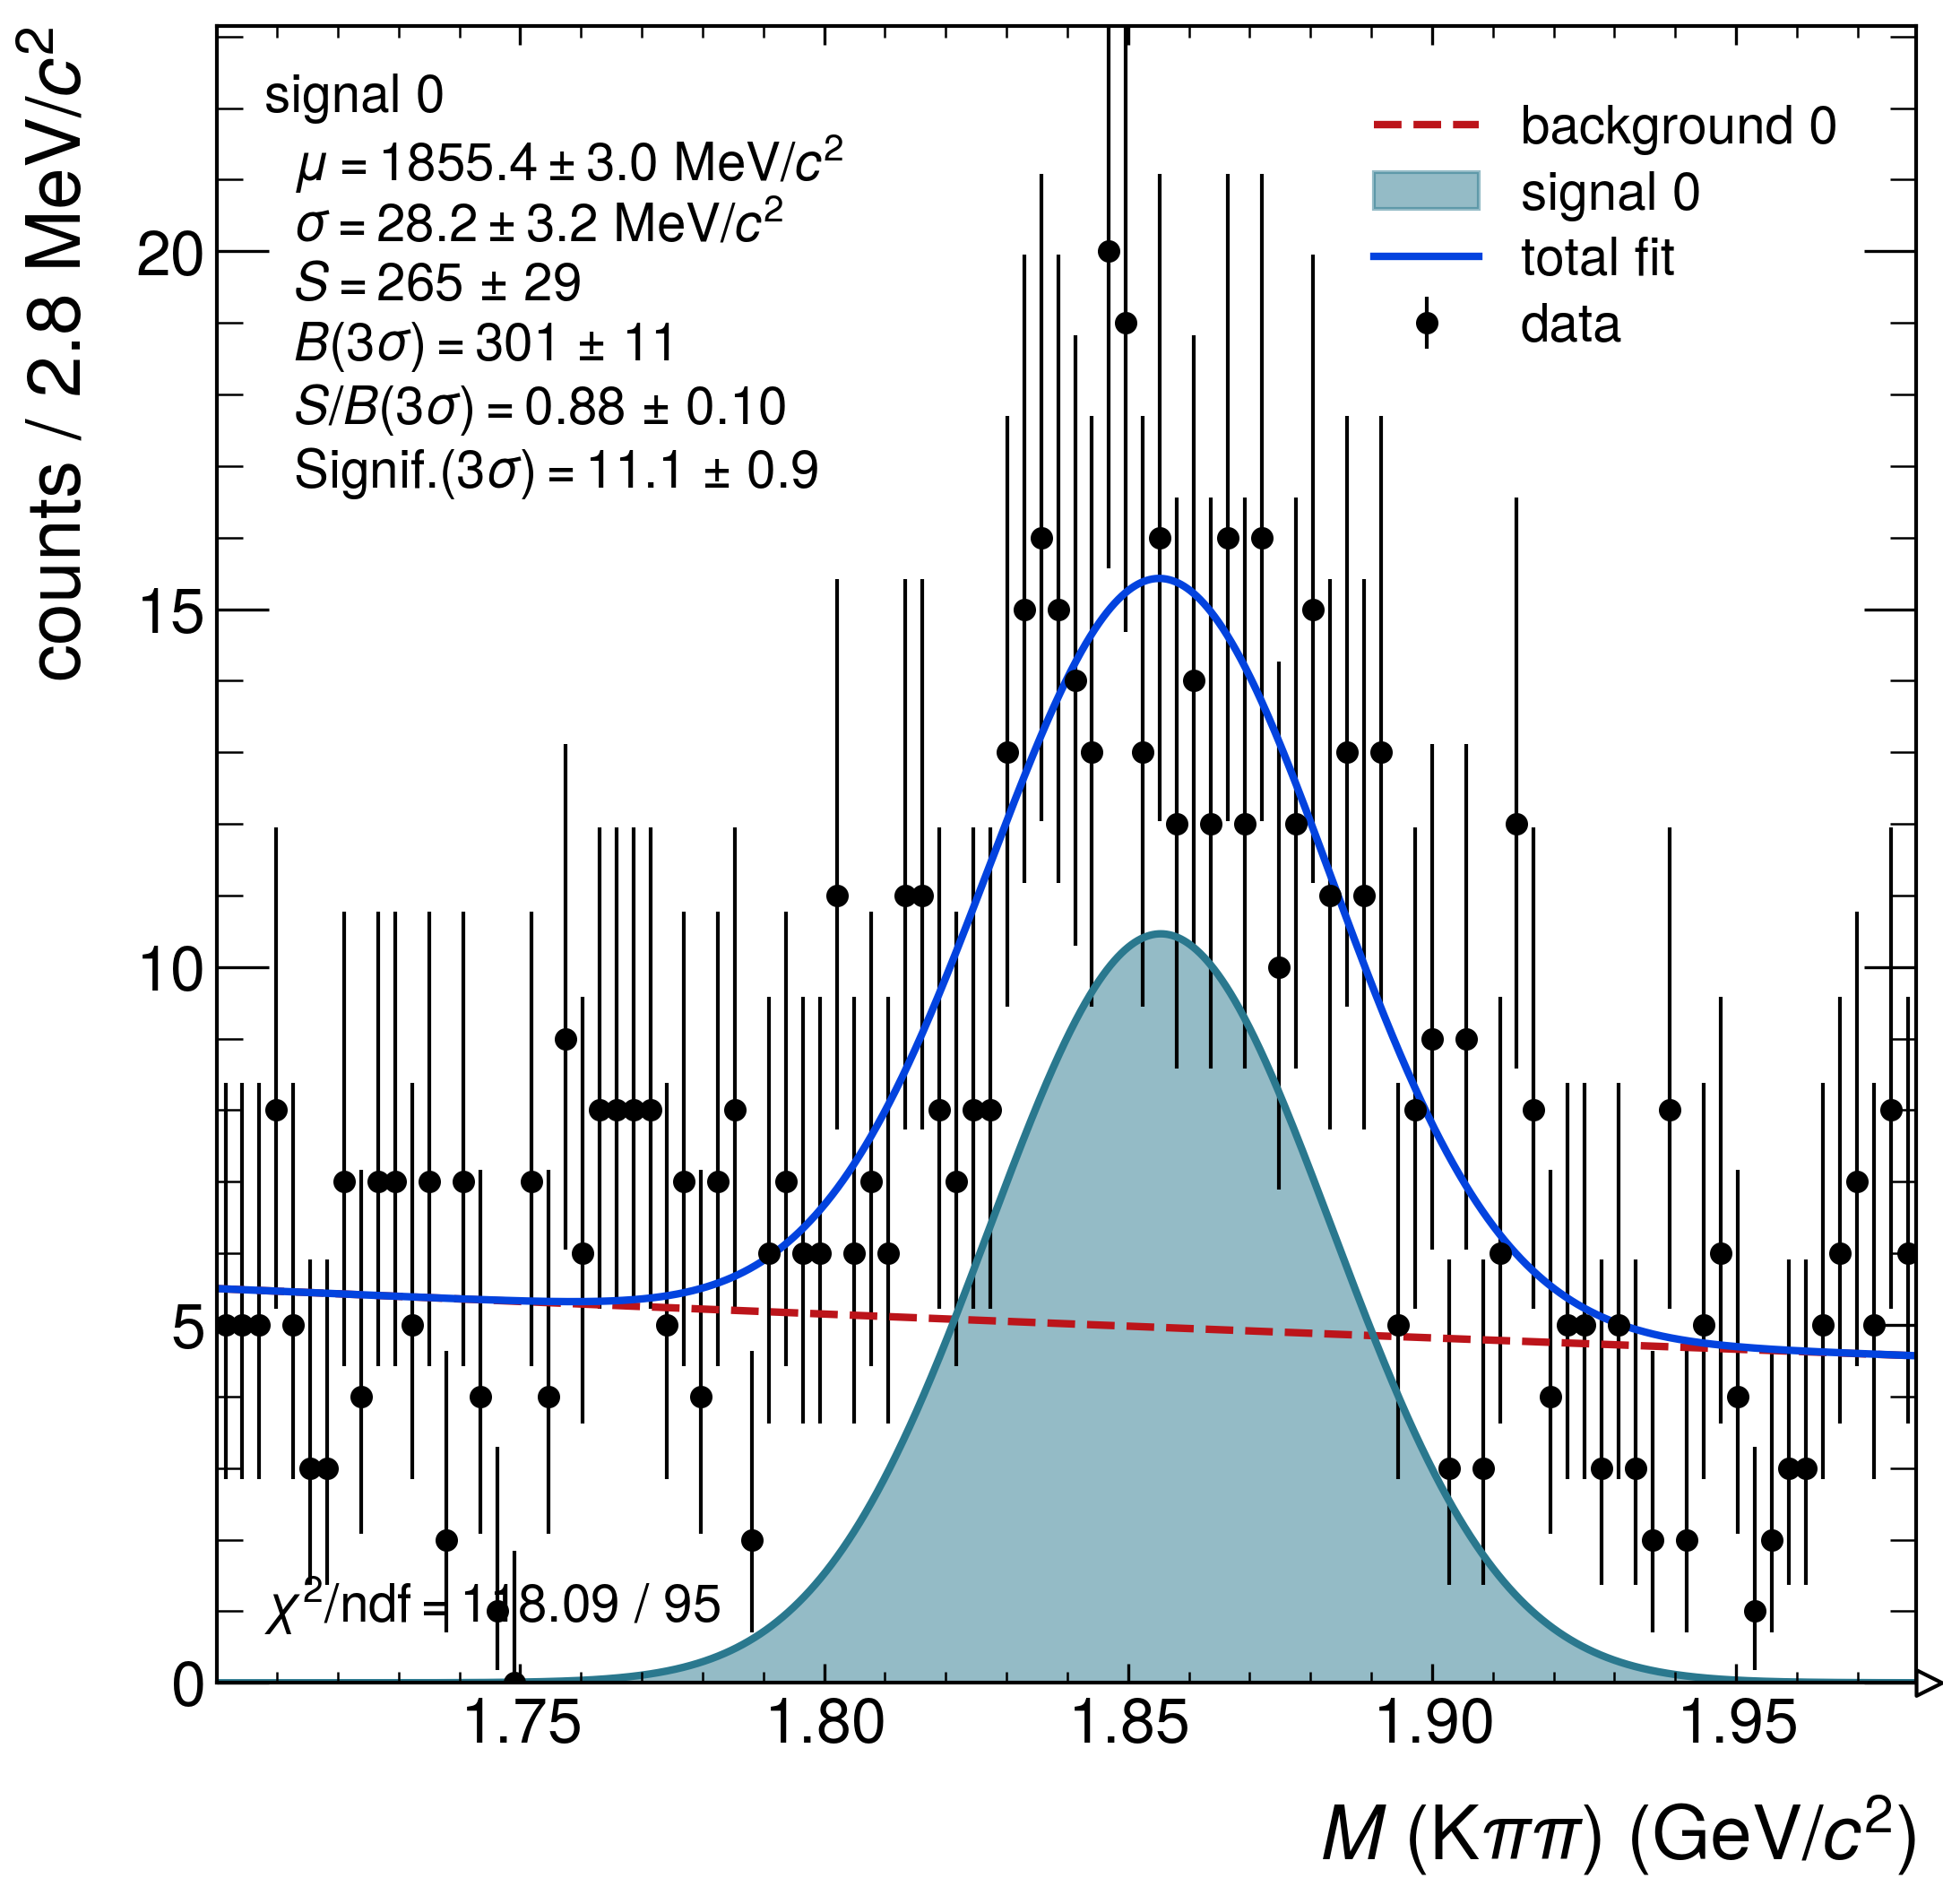 counts / 2.8 MeV/c²
signal 0
μ = 1855.4 ± 3.0 MeV/c²
σ = 28.2 ± 3.2 MeV/c²
S = 265 ± 29
B(3σ) = 301 ± 11
S/B(3σ) = 0.88 ± 0.10
Signif.(3σ) = 11.1 ± 0.9
background 0
signal 0
total fit
data
20
15
10
5
0
χ²/ndf = 118.09 / 95
1.75 1.80 1.85 1.90 1.95
M (Kππ) (GeV/c²)